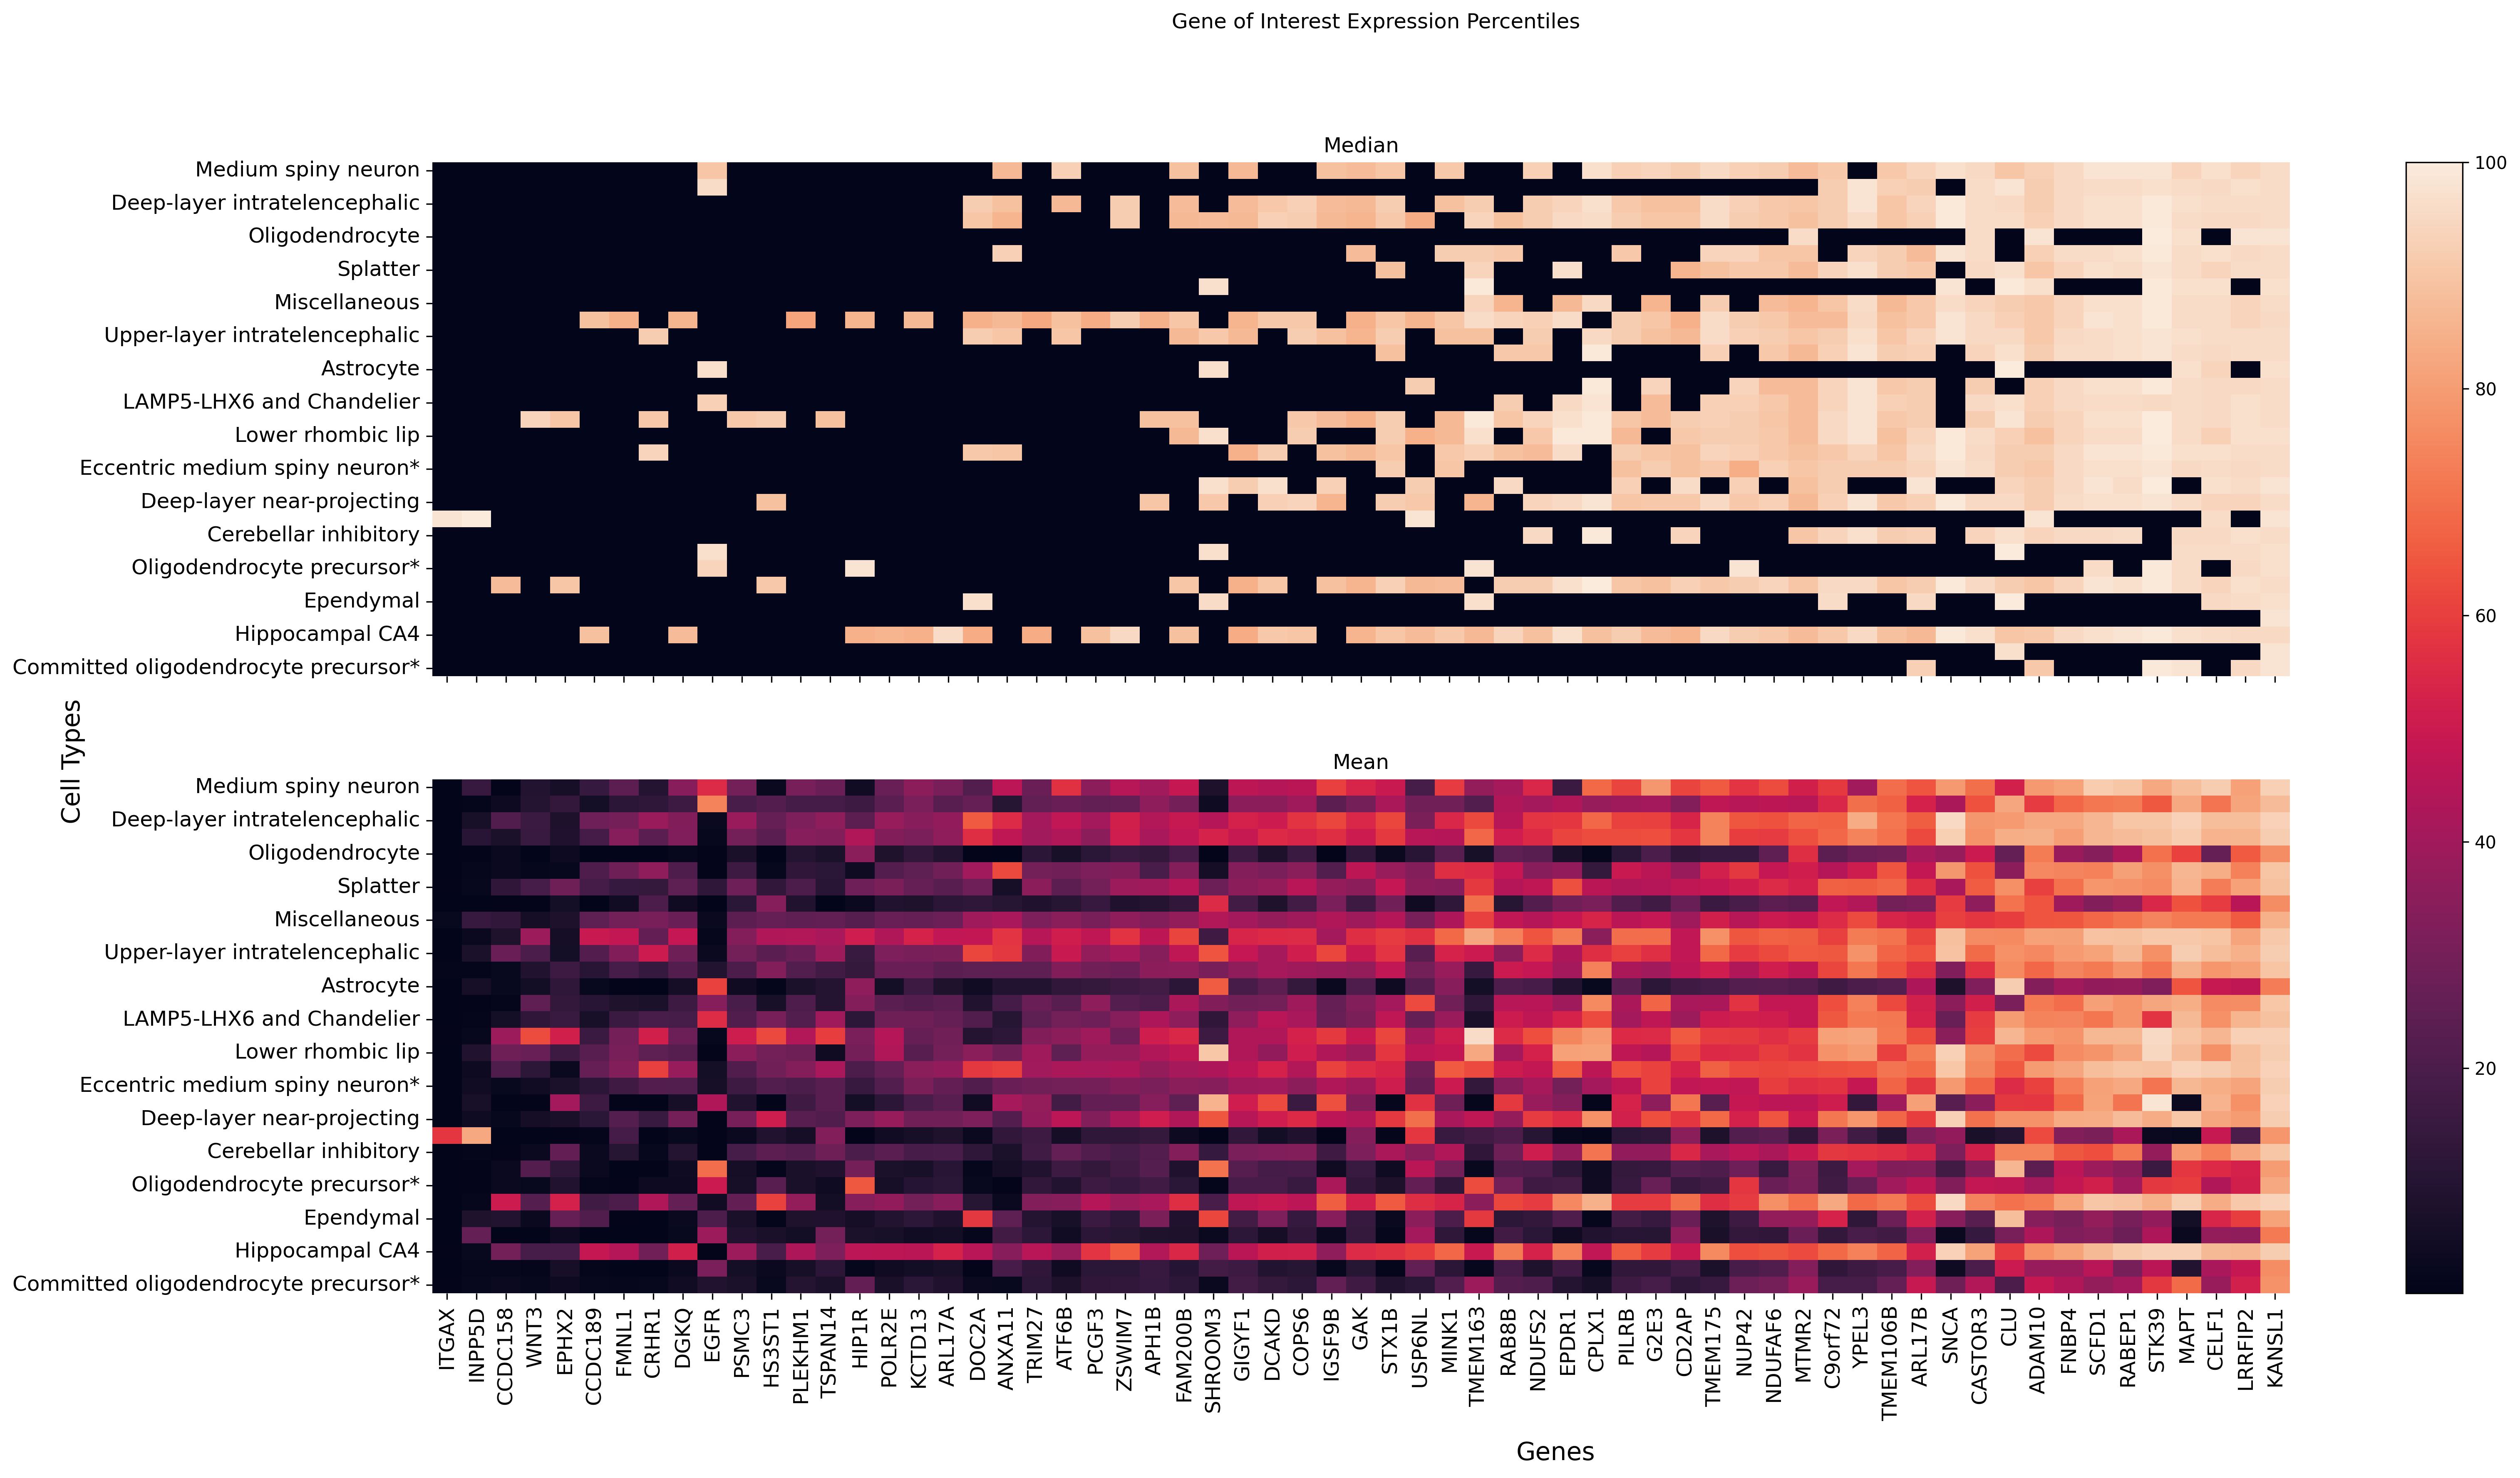 Gene of Interest Expression Percentiles
Median
Medium spiny neuron
Deep-layer intratelencephalic
Oligodendrocyte
Splatter
Miscellaneous
Upper-layer intratelencephalic
Astrocyte
LAMP5-LHX6 and Chandelier
Lower rhombic lip
Eccentric medium spiny neuron*
Deep-layer near-projecting
Cerebellar inhibitory
Oligodendrocyte precursor*
Ependymal
Hippocampal CA4
Committed oligodendrocyte precursor*
Cell Types
Mean
Medium spiny neuron
Deep-layer intratelencephalic
Oligodendrocyte
Splatter
Miscellaneous
Upper-layer intratelencephalic
Astrocyte
LAMP5-LHX6 and Chandelier
Lower rhombic lip
Eccentric medium spiny neuron*
Deep-layer near-projecting
Cerebellar inhibitory
Oligodendrocyte precursor*
Ependymal
Hippocampal CA4
Committed oligodendrocyte precursor*
ITGAX
INPP5D
CCDC158
WNT3
EPHX2
CCDC189
FMNL1
CRHR1
DGKQ
EGFR
PSMC3
HS3ST1
PLEKHM1
TSPAN14
HIP1R
POLR2E
KCTD13
ARL17A
DOC2A
ANXA11
TRIM27
ATF6B
PCGF3
ZSWIM7
APH1B
FAM200B
SHROOM3
GIGYF1
DCAKD
COPS6
IGSF9B
GAK
STX1B
USP6NL
MINK1
TMEM163
RAB8B
NDUFS2
EPDR1
CPLX1
PILRB
G2E3
CD2AP
TMEM175
NUP42
NDUFAF6
MTMR2
C9orf72
YPEL3
TMEM106B
ARL17B
SNCA
CASTOR3
CLU
ADAM10
FNBP4
SCFD1
RABEP1
STK39
MAPT
CELF1
LRRFIP2
KANSL1
Genes
100
80
60
40
20